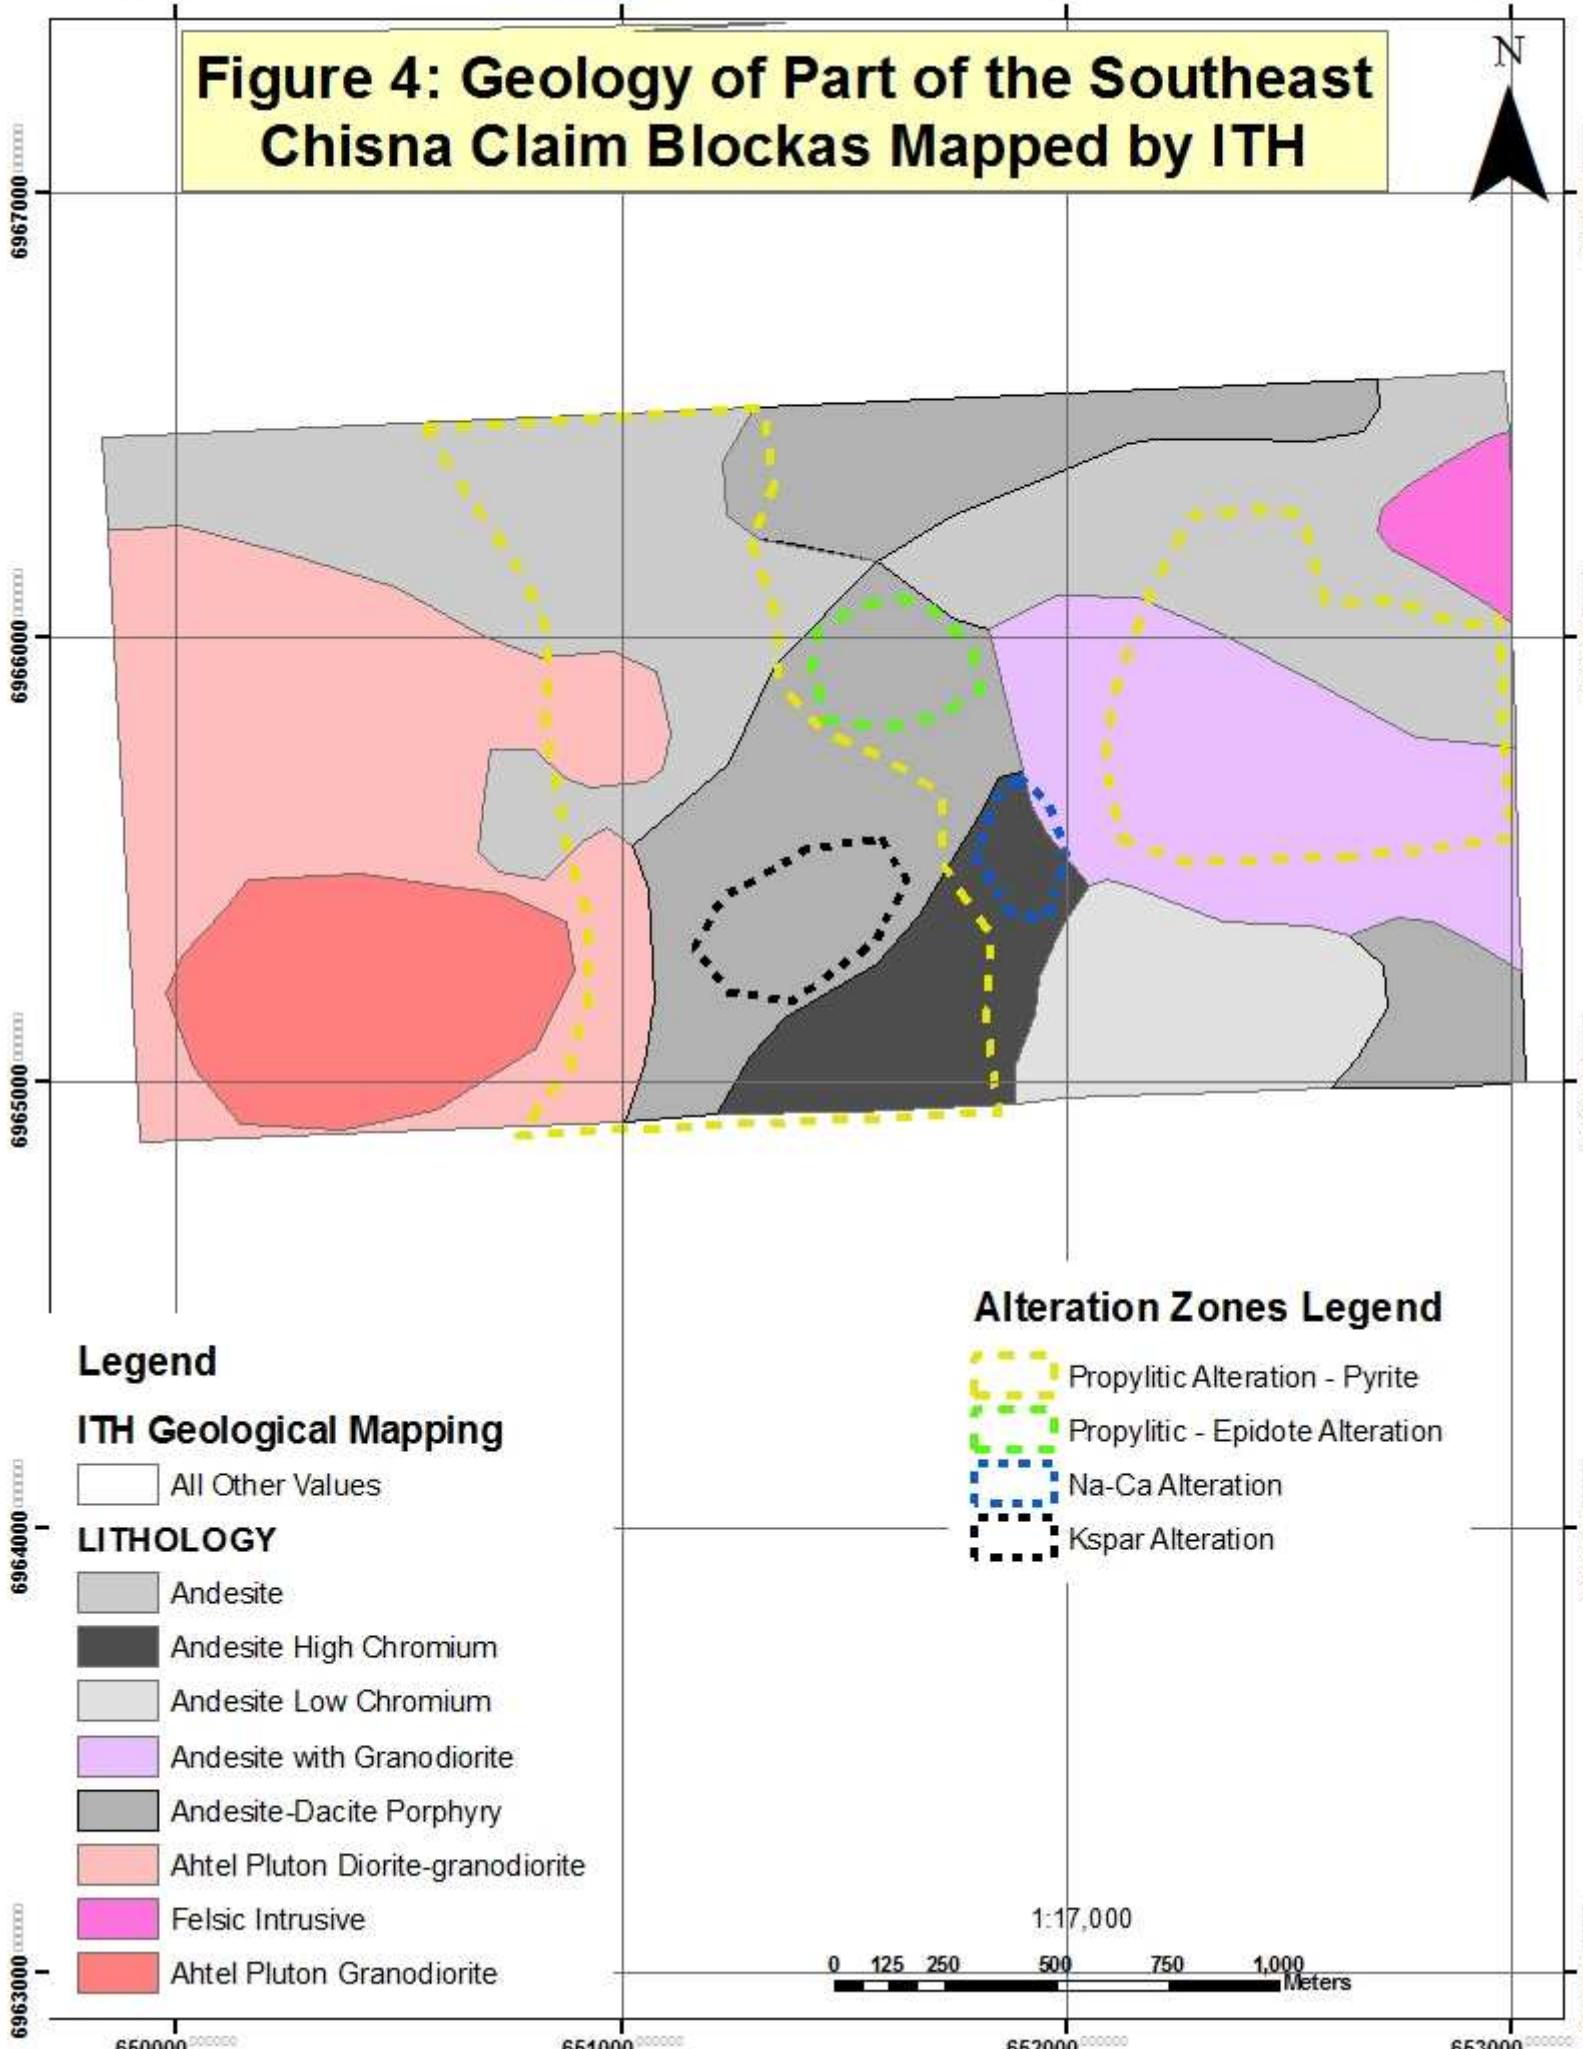 Figure 4: Geology of Part of the Southeast
Chisna Claim Blockas Mapped by ITH
N
6967000
6966000
6965000
6964000
6963000
Alteration Zones Legend
Propylitic Alteration - Pyrite
Propylitic - Epidote Alteration
Na-Ca Alteration
Kspar Alteration
Legend
ITH Geological Mapping
All Other Values
LITHOLOGY
Andesite
Andesite High Chromium
Andesite Low Chromium
Andesite with Granodiorite
Andesite-Dacite Porphyry
Ahtel Pluton Diorite-granodiorite
Felsic Intrusive
Ahtel Pluton Granodiorite
1:17,000
0 125 250 500 750 1,000
Meters
650000 651000 652000 653000